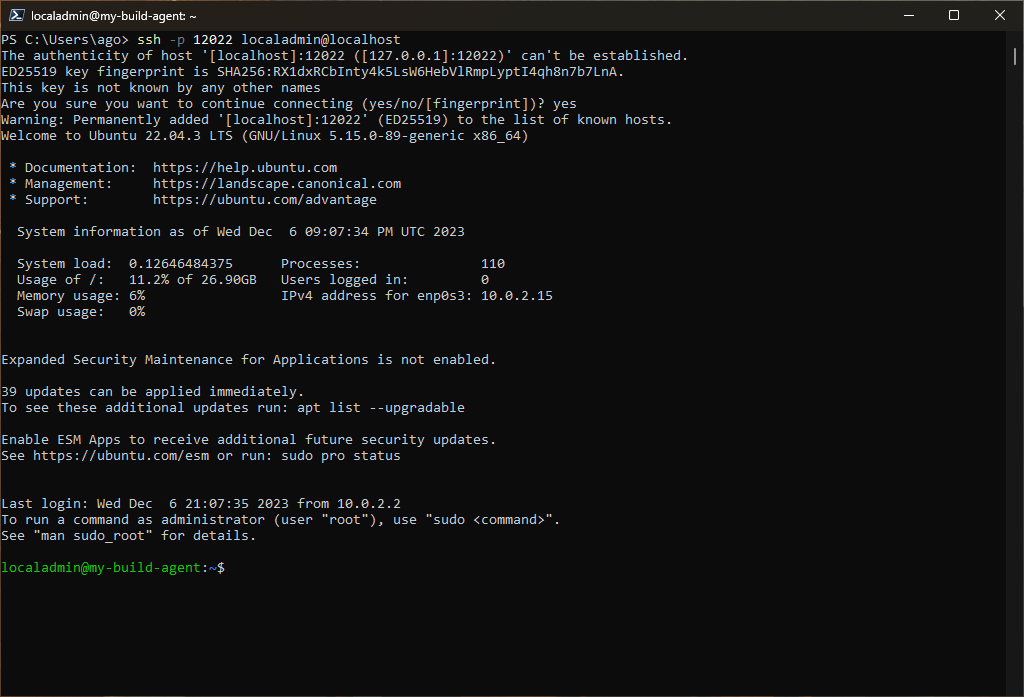 localadmin@my-build-agent: ~
PS C:\Users\ago> ssh -p 12022 localadmin@localhost
The authenticity of host '[localhost]:12022 ([127.0.0.1]:12022)' can't be established.
ED25519 key fingerprint is SHA256:RX1dxRCbInty4k5LsW6HebVlRmpLyptI4qh8n7b7LnA.
This key is not known by any other names
Are you sure you want to continue connecting (yes/no/[fingerprint])? yes
Warning: Permanently added '[localhost]:12022' (ED25519) to the list of known hosts.
Welcome to Ubuntu 22.04.3 LTS (GNU/Linux 5.15.0-89-generic x86_64)

 * Documentation:  https://help.ubuntu.com
 * Management:     https://landscape.canonical.com
 * Support:        https://ubuntu.com/advantage

  System information as of Wed Dec  6 09:07:34 PM UTC 2023

  System load:  0.12646484375      Processes:               110
  Usage of /:   11.2% of 26.90GB   Users logged in:         0
  Memory usage: 6%                 IPv4 address for enp0s3: 10.0.2.15
  Swap usage:   0%


Expanded Security Maintenance for Applications is not enabled.

39 updates can be applied immediately.
To see these additional updates run: apt list --upgradable

Enable ESM Apps to receive additional future security updates.
See https://ubuntu.com/esm or run: sudo pro status


Last login: Wed Dec  6 21:07:35 2023 from 10.0.2.2
To run a command as administrator (user "root"), use "sudo <command>".
See "man sudo_root" for details.

localadmin@my-build-agent:~$